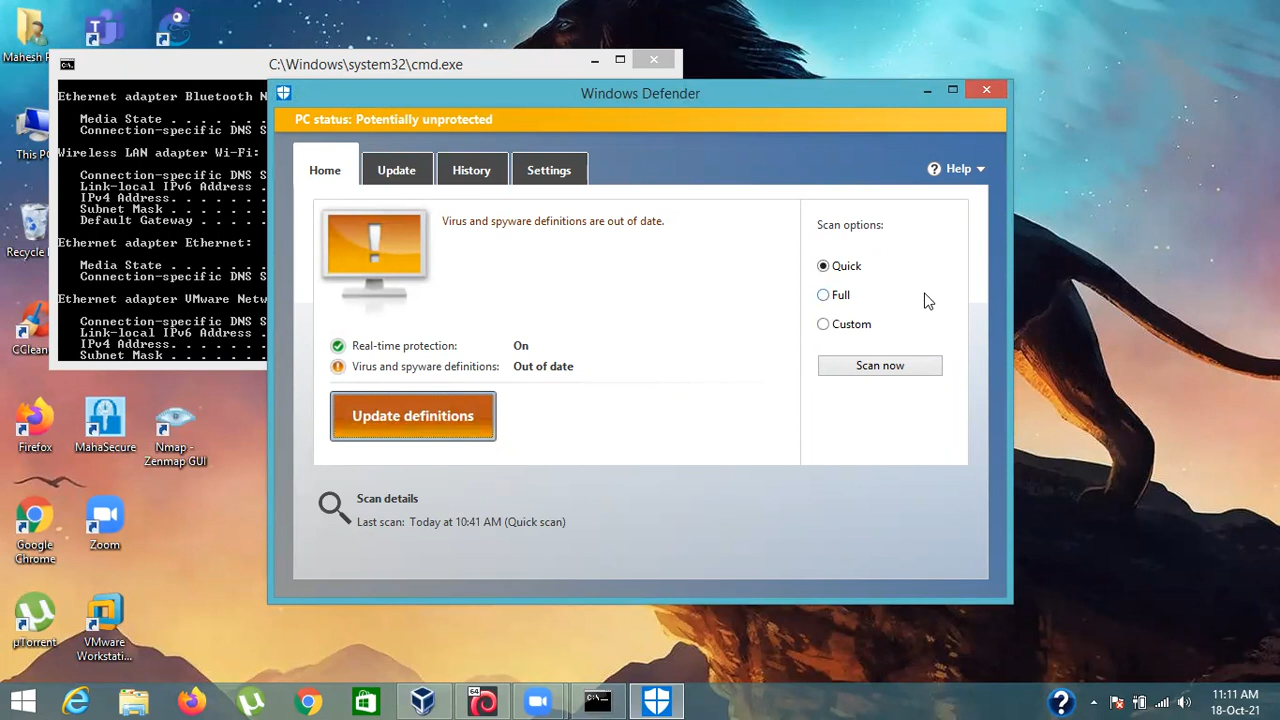 Mahesh
This PC
Recycle
CClean
Firefox
MahaSecure
Nmap -
Zenmap GUI
Google
Chrome
Zoom
µTorrent
VMware
Workstati...
C:\Windows\system32\cmd.exe
Ethernet adapter Bluetooth N
Media State . . . . . . .
Connection-specific DNS S
Wireless LAN adapter Wi-Fi:
Connection-specific DNS S
Link-local IPv6 Address .
IPv4 Address. . . . . . .
Subnet Mask . . . . . . .
Default Gateway . . . . .
Ethernet adapter Ethernet:
Media State . . . . . . .
Connection-specific DNS S
Ethernet adapter VMware Netw
Connection-specific DNS S
Link-local IPv6 Address .
IPv4 Address. . . . . . .
Subnet Mask . . . . . . .
Windows Defender
PC status: Potentially unprotected
Home
Update
History
Settings
Help
Virus and spyware definitions are out of date.
Real-time protection: On
Virus and spyware definitions: Out of date
Update definitions
Scan options:
Quick
Full
Custom
Scan now
Scan details
Last scan: Today at 10:41 AM (Quick scan)
64
11:11 AM
18-Oct-21